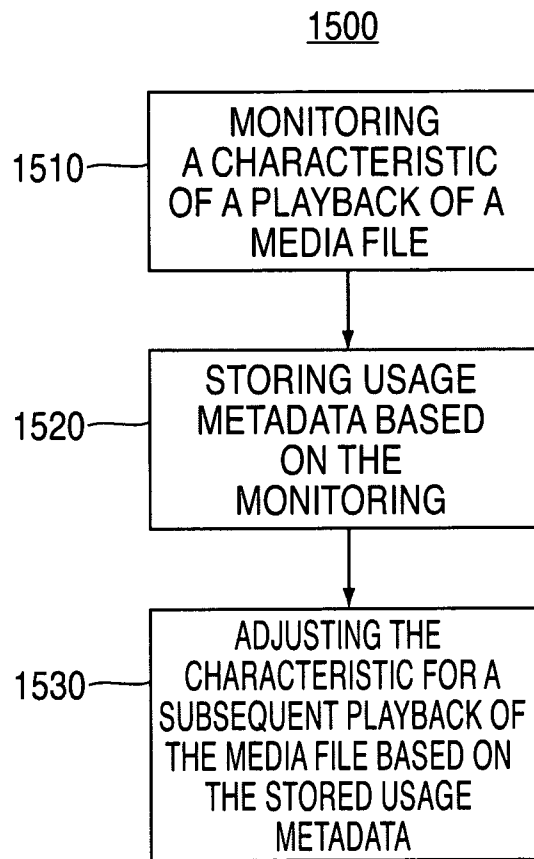 1500
1510
MONITORING
A CHARACTERISTIC
OF A PLAYBACK OF A
MEDIA FILE
1520
STORING USAGE
METADATA BASED
ON THE
MONITORING
1530
ADJUSTING THE
CHARACTERISTIC FOR A
SUBSEQUENT PLAYBACK OF
THE MEDIA FILE BASED ON
THE STORED USAGE
METADATA